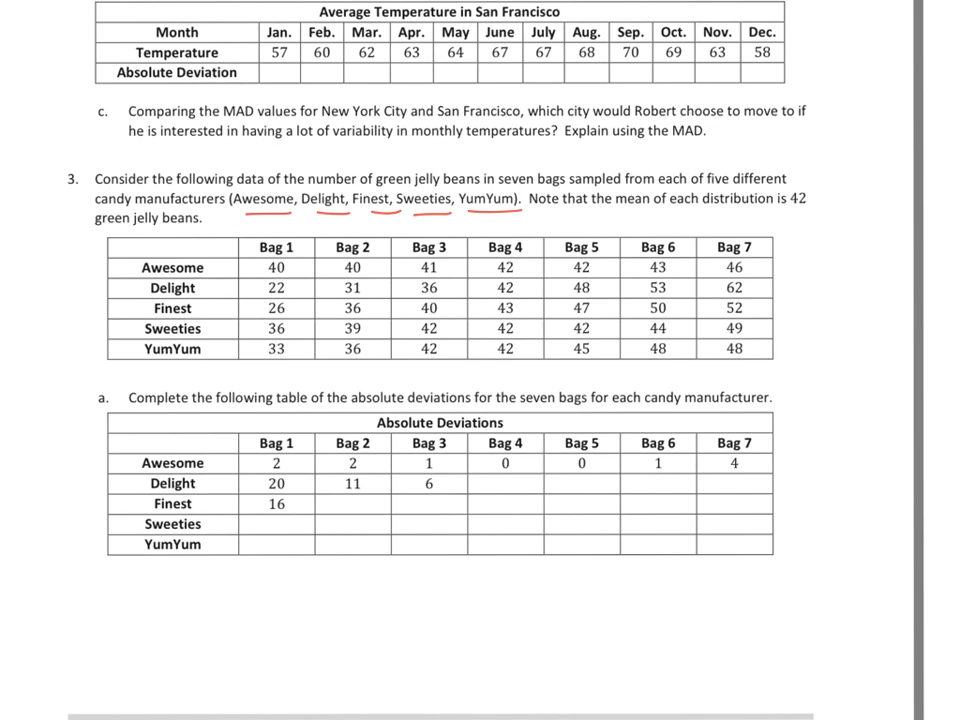 Average Temperature in San Francisco
Month Jan. Feb. Mar. Apr. May June July Aug. Sep. Oct. Nov. Dec.
Temperature 57 60 62 63 64 67 67 68 70 69 63 58
Absolute Deviation
c. Comparing the MAD values for New York City and San Francisco, which city would Robert choose to move to if
he is interested in having a lot of variability in monthly temperatures? Explain using the MAD.
3. Consider the following data of the number of green jelly beans in seven bags sampled from each of five different
candy manufacturers (Awesome, Delight, Finest, Sweeties, YumYum). Note that the mean of each distribution is 42
green jelly beans.
Bag 1 Bag 2 Bag 3 Bag 4 Bag 5 Bag 6 Bag 7
Awesome 40 40 41 42 42 43 46
Delight 22 31 36 42 48 53 62
Finest 26 36 40 43 47 50 52
Sweeties 36 39 42 42 42 44 49
YumYum 33 36 42 42 45 48 48
a. Complete the following table of the absolute deviations for the seven bags for each candy manufacturer.
Absolute Deviations
Bag 1 Bag 2 Bag 3 Bag 4 Bag 5 Bag 6 Bag 7
Awesome 2 2 1 0 0 1 4
Delight 20 11 6
Finest 16
Sweeties
YumYum